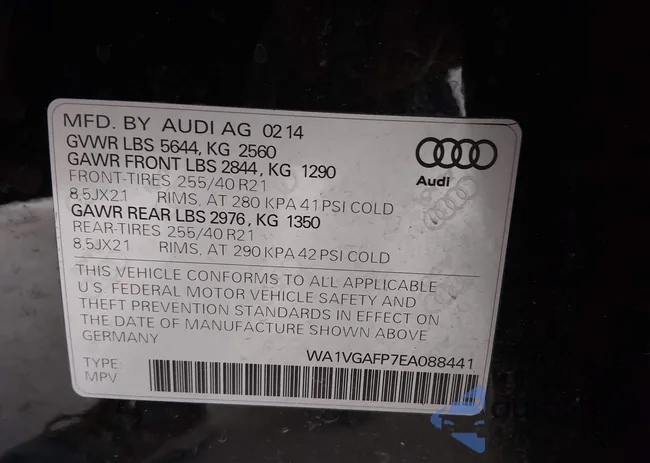 MFD. BY AUDI AG 02 14
GVWR LBS 5644, KG 2560
GAWR FRONT LBS 2844, KG 1290
FRONT-TIRES 255/40 R21
8,5JX21 RIMS, AT 280 KPA 41 PSI COLD
GAWR REAR LBS 2976, KG 1350
REAR-TIRES 255/40 R21
8,5JX21 RIMS, AT 290 KPA 42 PSI COLD
Audi
THIS VEHICLE CONFORMS TO ALL APPLICABLE
U.S. FEDERAL MOTOR VEHICLE SAFETY AND
THEFT PREVENTION STANDARDS IN EFFECT ON
THE DATE OF MANUFACTURE SHOWN ABOVE
GERMANY
WA1VGAFP7EA088441
TYPE:
MPV